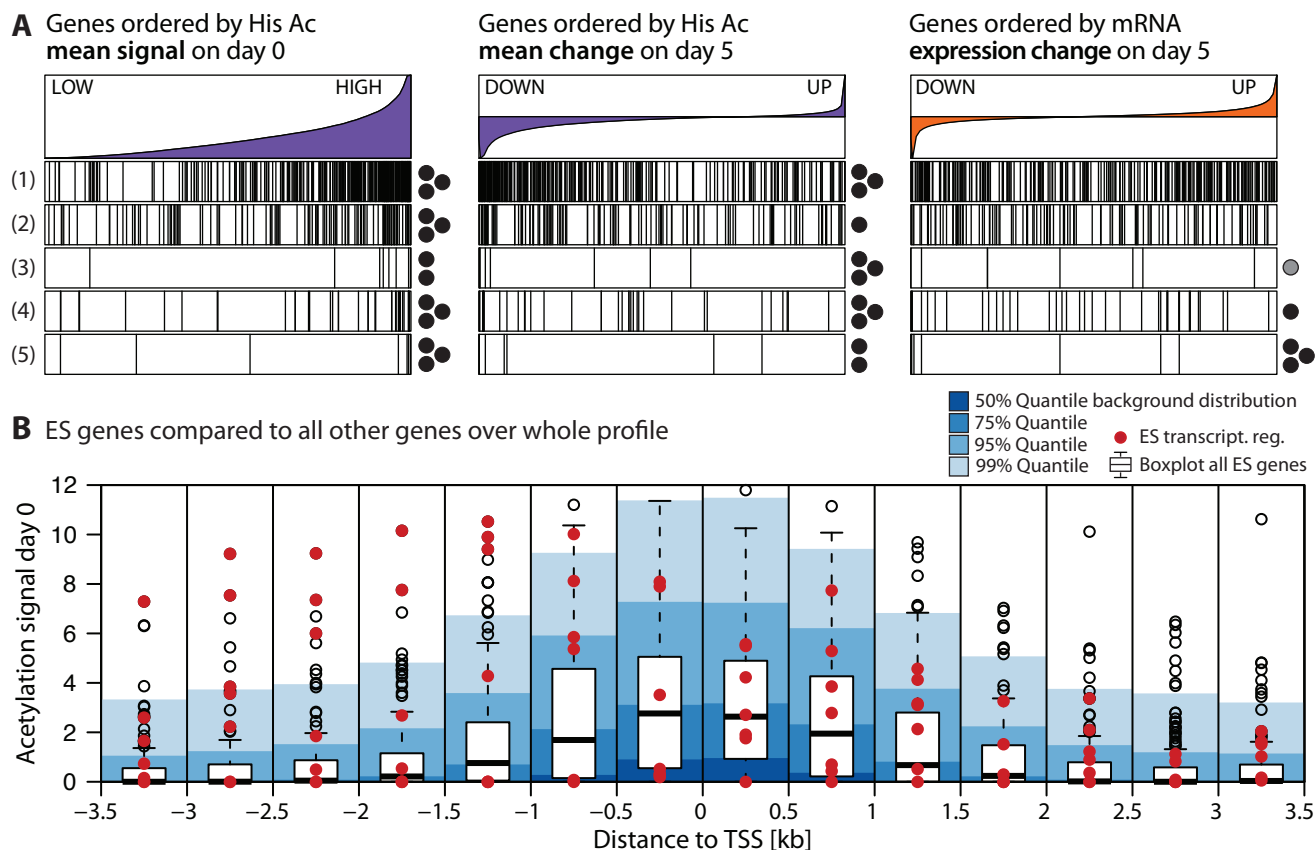 A Genes ordered by His Ac
mean signal on day 0
Genes ordered by His Ac
mean change on day 5
Genes ordered by mRNA
expression change on day 5
LOW HIGH
DOWN UP
DOWN UP
(1)
(2)
(3)
(4)
(5)
50% Quantile background distribution
75% Quantile
95% Quantile
99% Quantile
ES transcript. reg.
Boxplot all ES genes
B ES genes compared to all other genes over whole profile
Acetylation signal day 0
12
10
8
6
4
2
0
−3.5 −3 −2.5 −2 −1.5 −1 −0.5 0 0.5 1 1.5 2 2.5 3 3.5
Distance to TSS [kb]